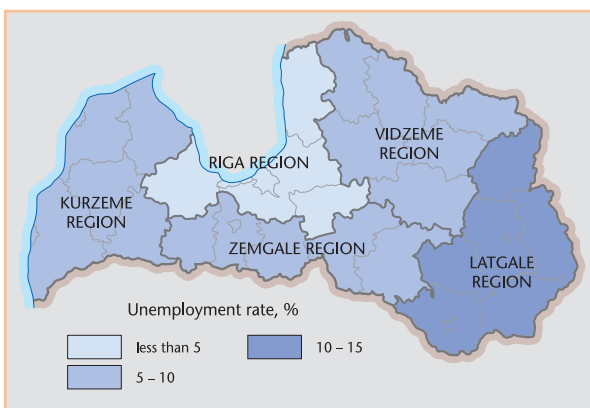 RIGA REGION
VIDZEME
REGION
KURZEME
REGION
ZEMGALE REGION
LATGALE
REGION
Unemployment rate, %
less than 5
10 – 15
5 – 10